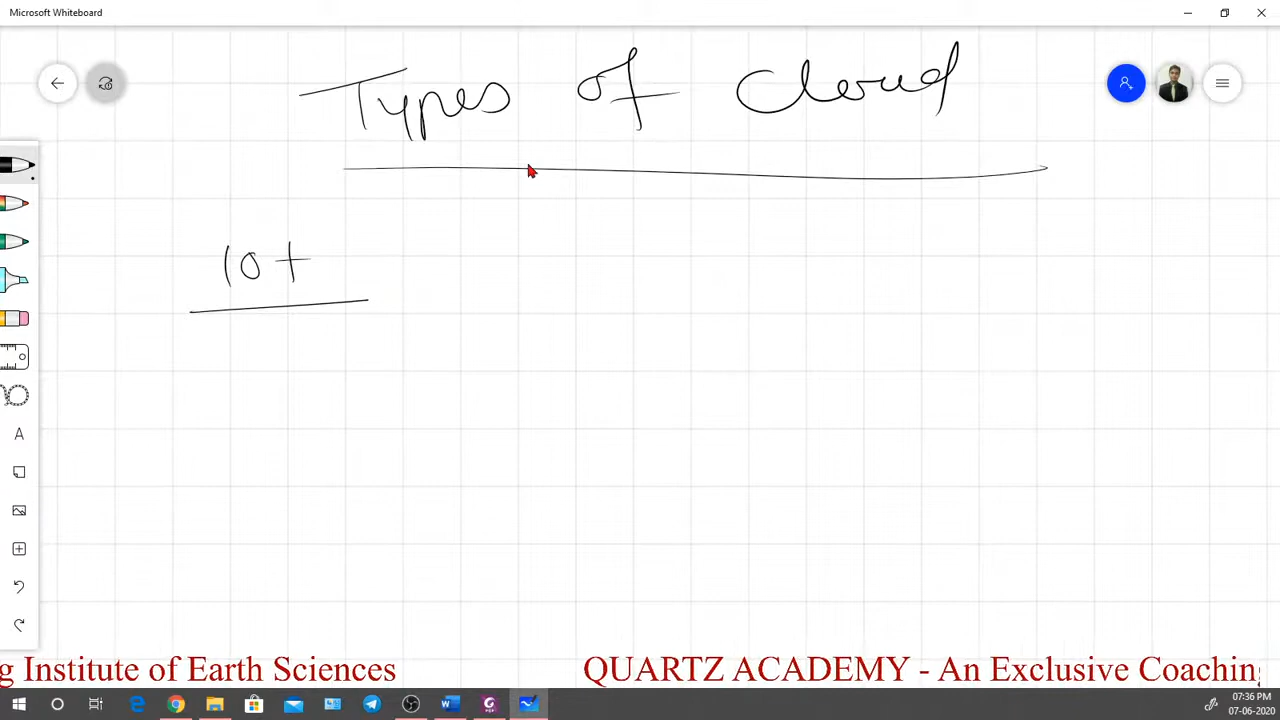 Microsoft Whiteboard
Types of Cloud
10+
A
g Institute of Earth Sciences QUARTZ ACADEMY - An Exclusive Coachin
07:36 PM
07-06-2020